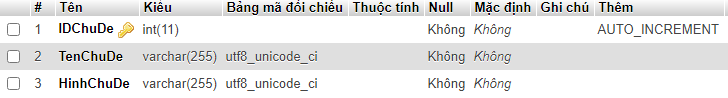 # Tên Kiểu Bảng mã đối chiếu Thuộc tính Null Mặc định Ghi chú Thêm
1 IDChuDe int(11) Không Không AUTO_INCREMENT
2 TenChuDe varchar(255) utf8_unicode_ci Không Không
3 HinhChuDe varchar(255) utf8_unicode_ci Không Không